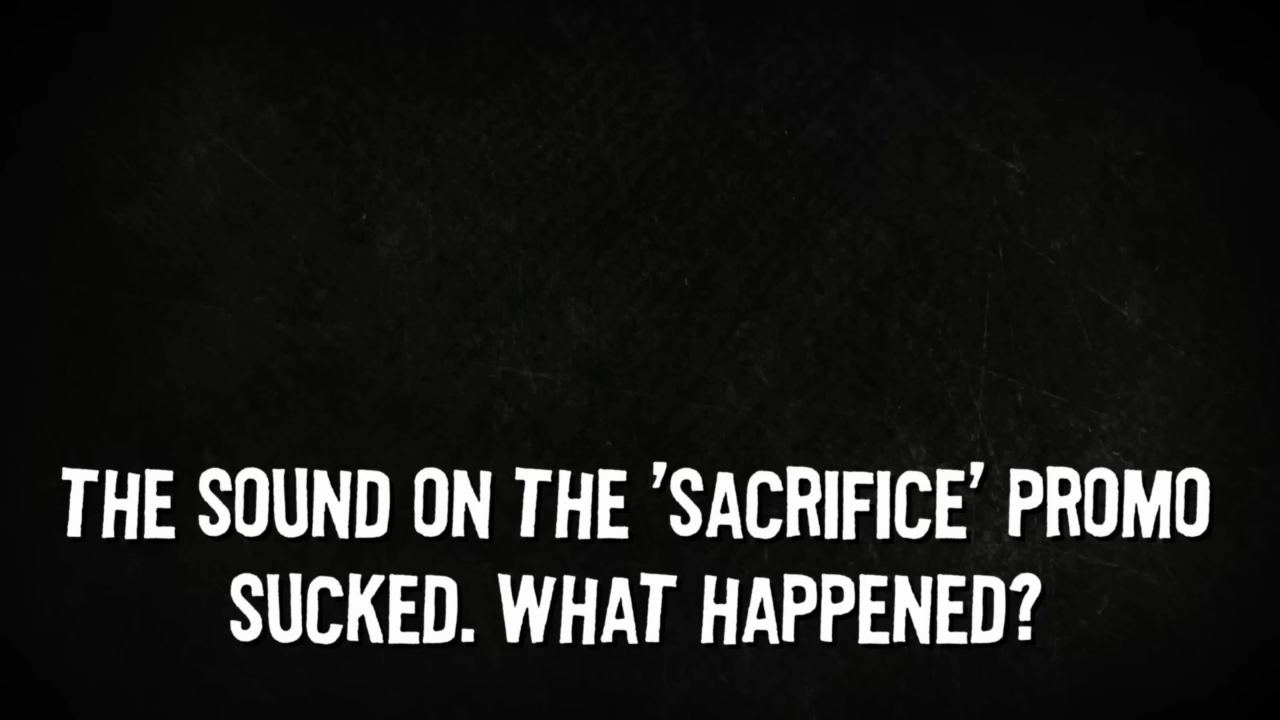 THE SOUND ON THE 'SACRIFICE' PROMO
SUCKED. WHAT HAPPENED?